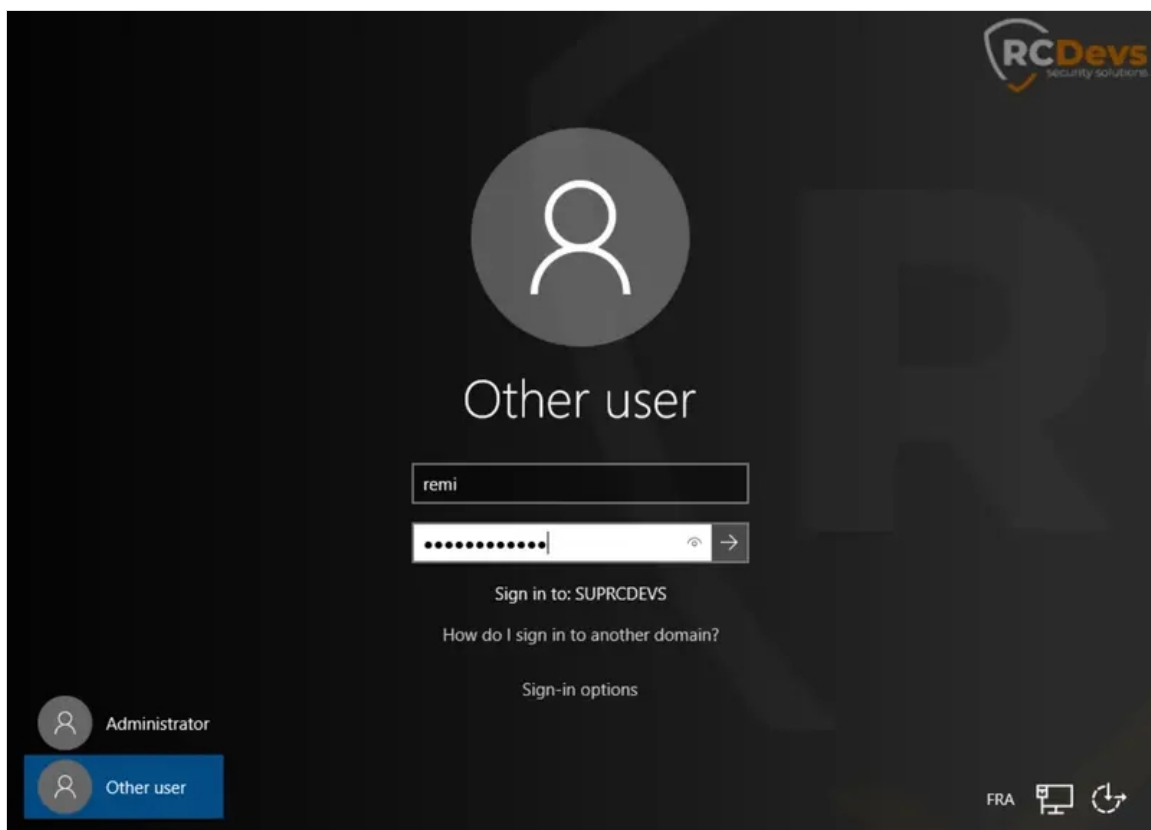 RCDevs
security solutions
Other user
remi
Sign in to: SUPRCDEVS
How do I sign in to another domain?
Sign-in options
Administrator
Other user
FRA